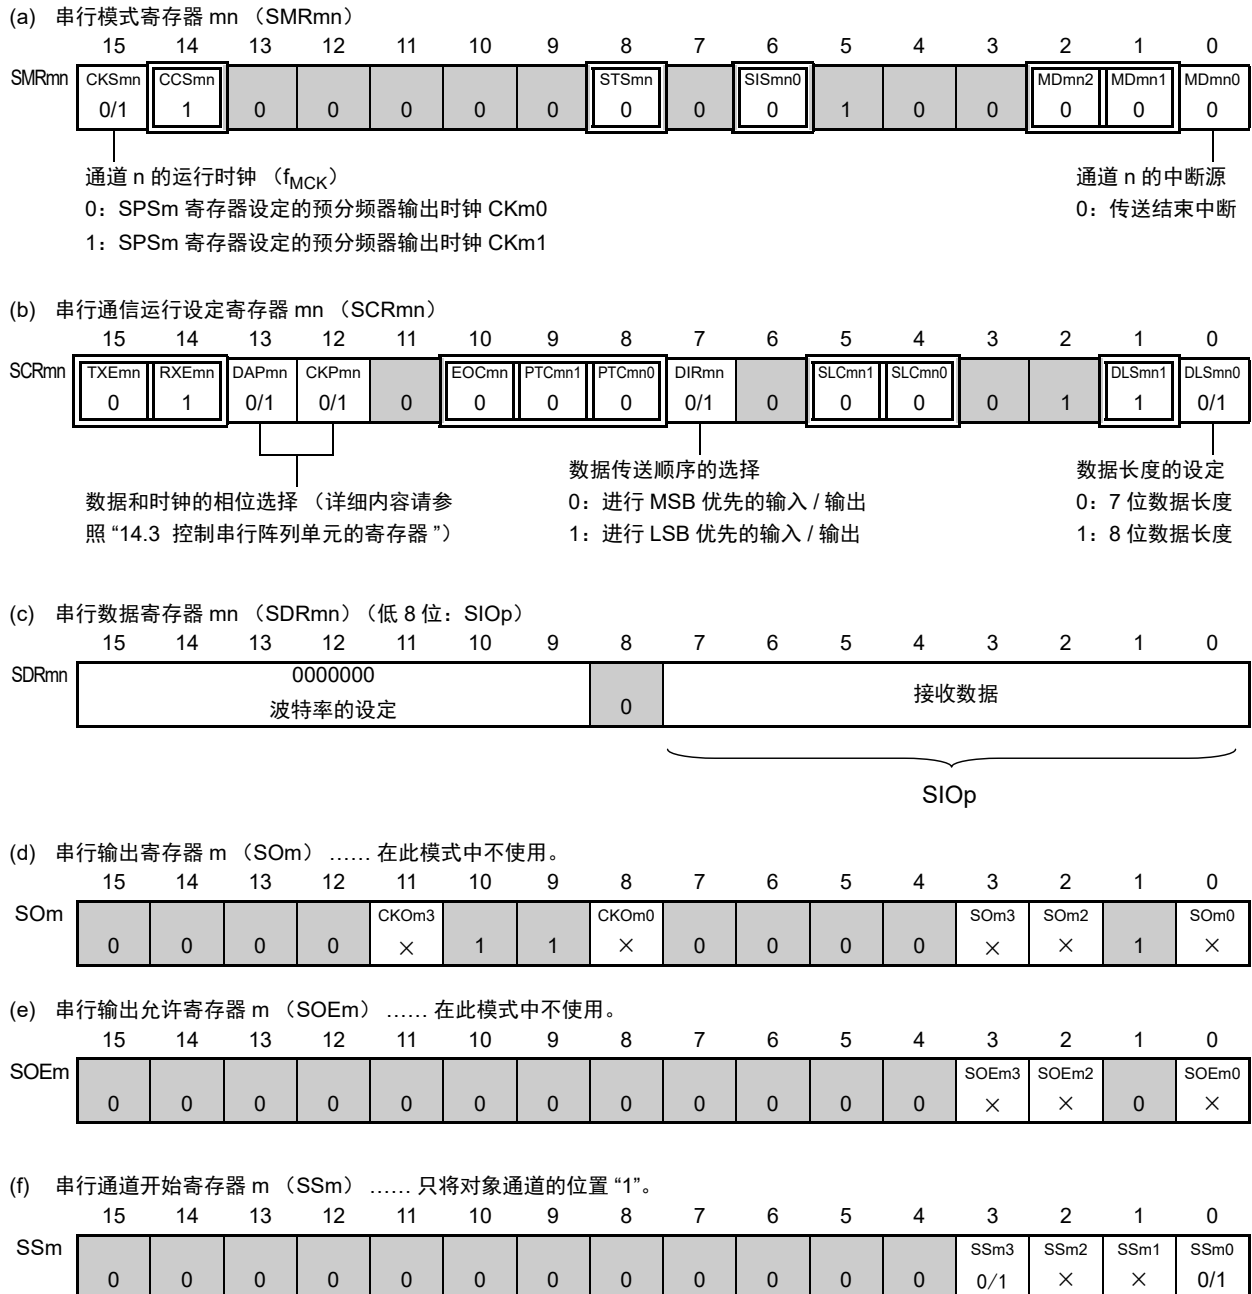 (a) 串行模式寄存器 mn （SMRmn）
15 14 13 12 11 10 9 8 7 6 5 4 3 2 1 0
SMRmn CKSmn CCSmn STSmn SISmn0 MDmn2 MDmn1 MDmn0
0/1 1 0 0 0 0 0 0 0 0 1 0 0 0 0 0
通道 n 的运行时钟 （fMCK）
0：SPSm 寄存器设定的预分频器输出时钟 CKm0
1：SPSm 寄存器设定的预分频器输出时钟 CKm1
通道 n 的中断源
0：传送结束中断
(b) 串行通信运行设定寄存器 mn （SCRmn）
15 14 13 12 11 10 9 8 7 6 5 4 3 2 1 0
SCRmn TXEmn RXEmn DAPmn CKPmn EOCmn PTCmn1 PTCmn0 DIRmn SLCmn1 SLCmn0 DLSmn1 DLSmn0
0 1 0/1 0/1 0 0 0 0 0/1 0 0 0 0 1 1 0/1
数据和时钟的相位选择 （详细内容请参
照 “14.3 控制串行阵列单元的寄存器 ”）
数据传送顺序的选择
0：进行 MSB 优先的输入 / 输出
1：进行 LSB 优先的输入 / 输出
数据长度的设定
0：7 位数据长度
1：8 位数据长度
(c) 串行数据寄存器 mn （SDRmn）（低 8 位：SIOp）
15 14 13 12 11 10 9 8 7 6 5 4 3 2 1 0
SDRmn 0000000
波特率的设定 0 接收数据
SIOp
(d) 串行输出寄存器 m （SOm） …… 在此模式中不使用。
15 14 13 12 11 10 9 8 7 6 5 4 3 2 1 0
SOm CKOm3 CKOm0 SOm3 SOm2 SOm0
0 0 0 0 × 1 1 × 0 0 0 0 × × 1 ×
(e) 串行输出允许寄存器 m （SOEm） …… 在此模式中不使用。
15 14 13 12 11 10 9 8 7 6 5 4 3 2 1 0
SOEm SOEm3 SOEm2 SOEm0
0 0 0 0 0 0 0 0 0 0 0 0 × × 0 ×
(f) 串行通道开始寄存器 m （SSm） …… 只将对象通道的位置 “1”。
15 14 13 12 11 10 9 8 7 6 5 4 3 2 1 0
SSm SSm3 SSm2 SSm1 SSm0
0 0 0 0 0 0 0 0 0 0 0 0 0/1 × × 0/1